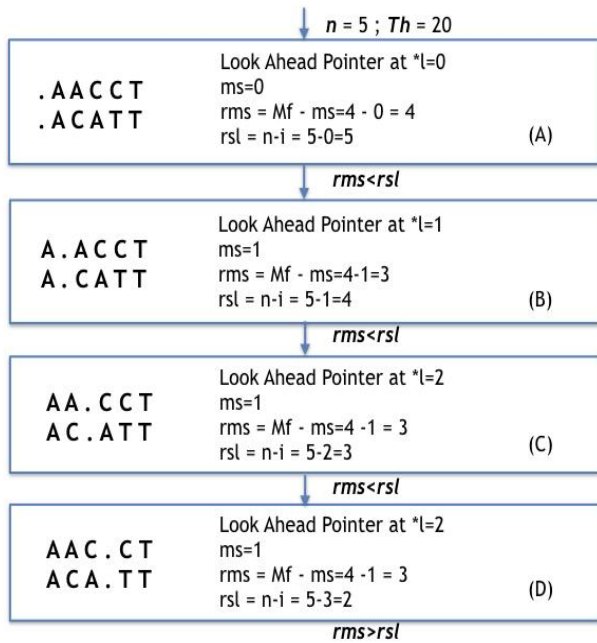 n = 5 ; Th = 20
Look Ahead Pointer at *l=0
.AACCT
ms=0
.ACATT
rms = Mf - ms=4 - 0 = 4
rsl = n-i = 5-0=5
(A)
rms<rsl
Look Ahead Pointer at *l=1
A.ACCT
ms=1
A.CATT
rms = Mf - ms=4-1=3
rsl = n-i = 5-1=4
(B)
rms<rsl
Look Ahead Pointer at *l=2
AA.CCT
ms=1
AC.ATT
rms = Mf - ms=4 -1 = 3
rsl = n-i = 5-2=3
(C)
rms<rsl
Look Ahead Pointer at *l=2
AAC.CT
ms=1
ACA.TT
rms = Mf - ms=4 -1 = 3
rsl = n-i = 5-3=2
(D)
rms>rsl